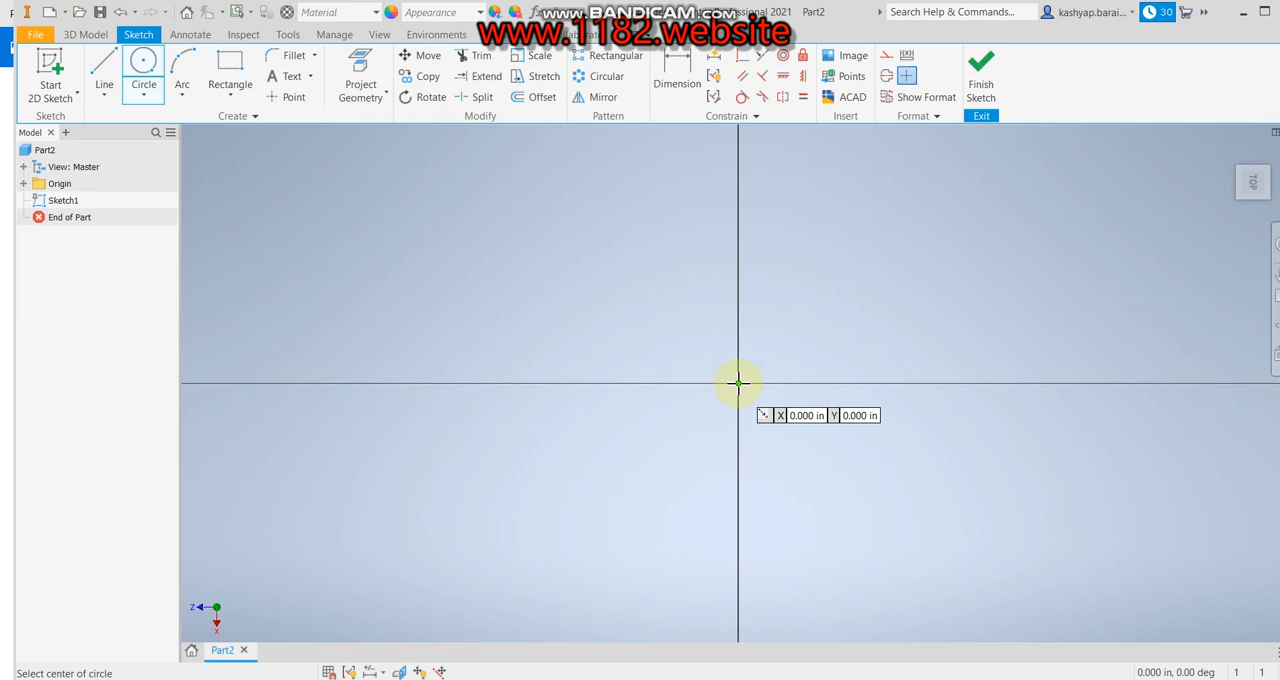 www.BANDICAM.com
www.1182.website
Material
Appearance
Professional 2021 Part2
Search Help & Commands...
kashyap.barai...
30
File
3D Model
Sketch
Annotate
Inspect
Tools
Manage
View
Environments
Start
2D Sketch
Line
Circle
Arc
Rectangle
Fillet
Text
Point
Project
Geometry
Move
Copy
Rotate
Trim
Extend
Split
Scale
Stretch
Offset
Rectangular
Circular
Mirror
Dimension
Image
Points
ACAD
Show Format
Finish
Sketch
Sketch
Create
Modify
Pattern
Constrain
Insert
Format
Exit
Model
Part2
View: Master
Origin
Sketch1
End of Part
TOP
X 0.000 in Y 0.000 in
Z
X
Part2
Select center of circle
0.000 in, 0.00 deg 1 1